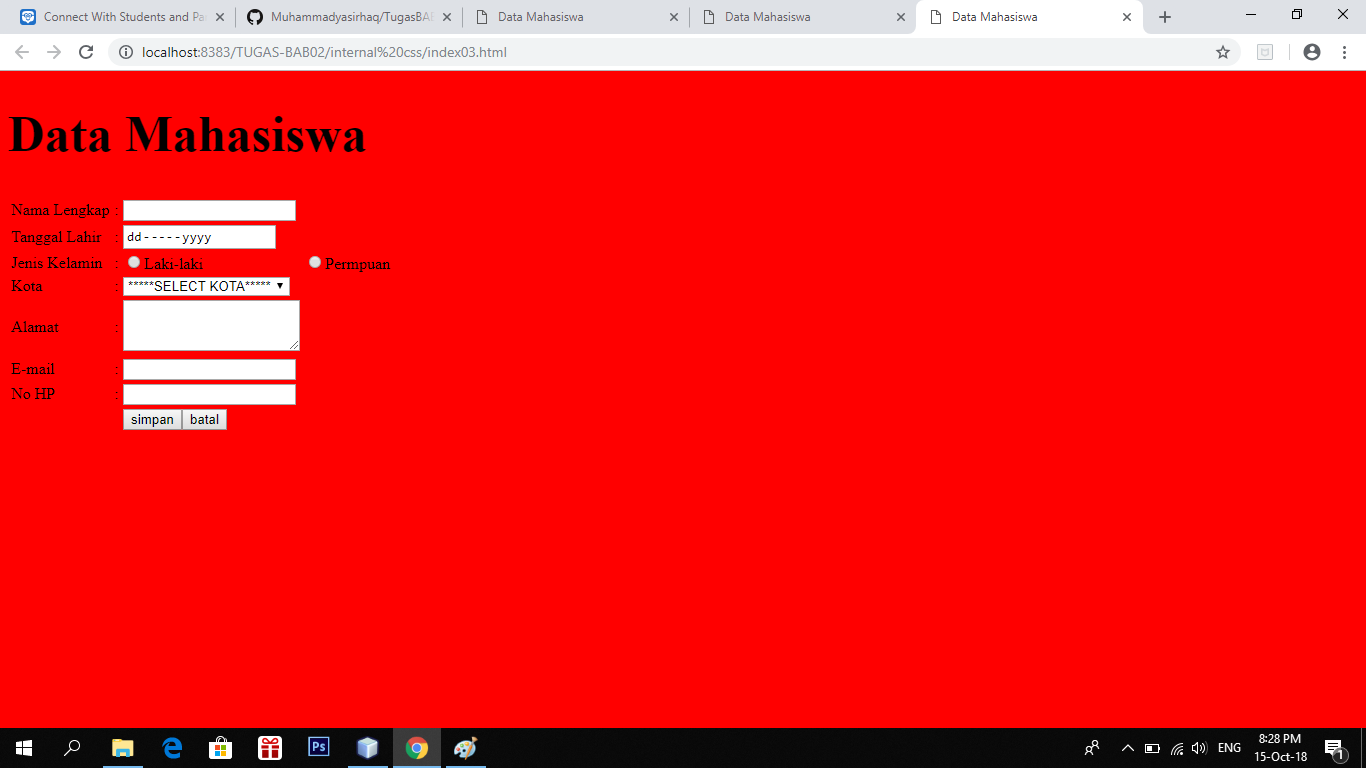 Connect With Students and Pa
Muhammadyasirhaq/TugasBA
Data Mahasiswa
Data Mahasiswa
Data Mahasiswa
localhost:8383/TUGAS-BAB02/internal%20css/index03.html
Data Mahasiswa
Nama Lengkap :
Tanggal Lahir : dd-----yyyy
Jenis Kelamin : Laki-laki Permpuan
Kota : *****SELECT KOTA*****
Alamat :
E-mail :
No HP :
simpan batal
Ps
ENG
8:28 PM
15-Oct-18
1